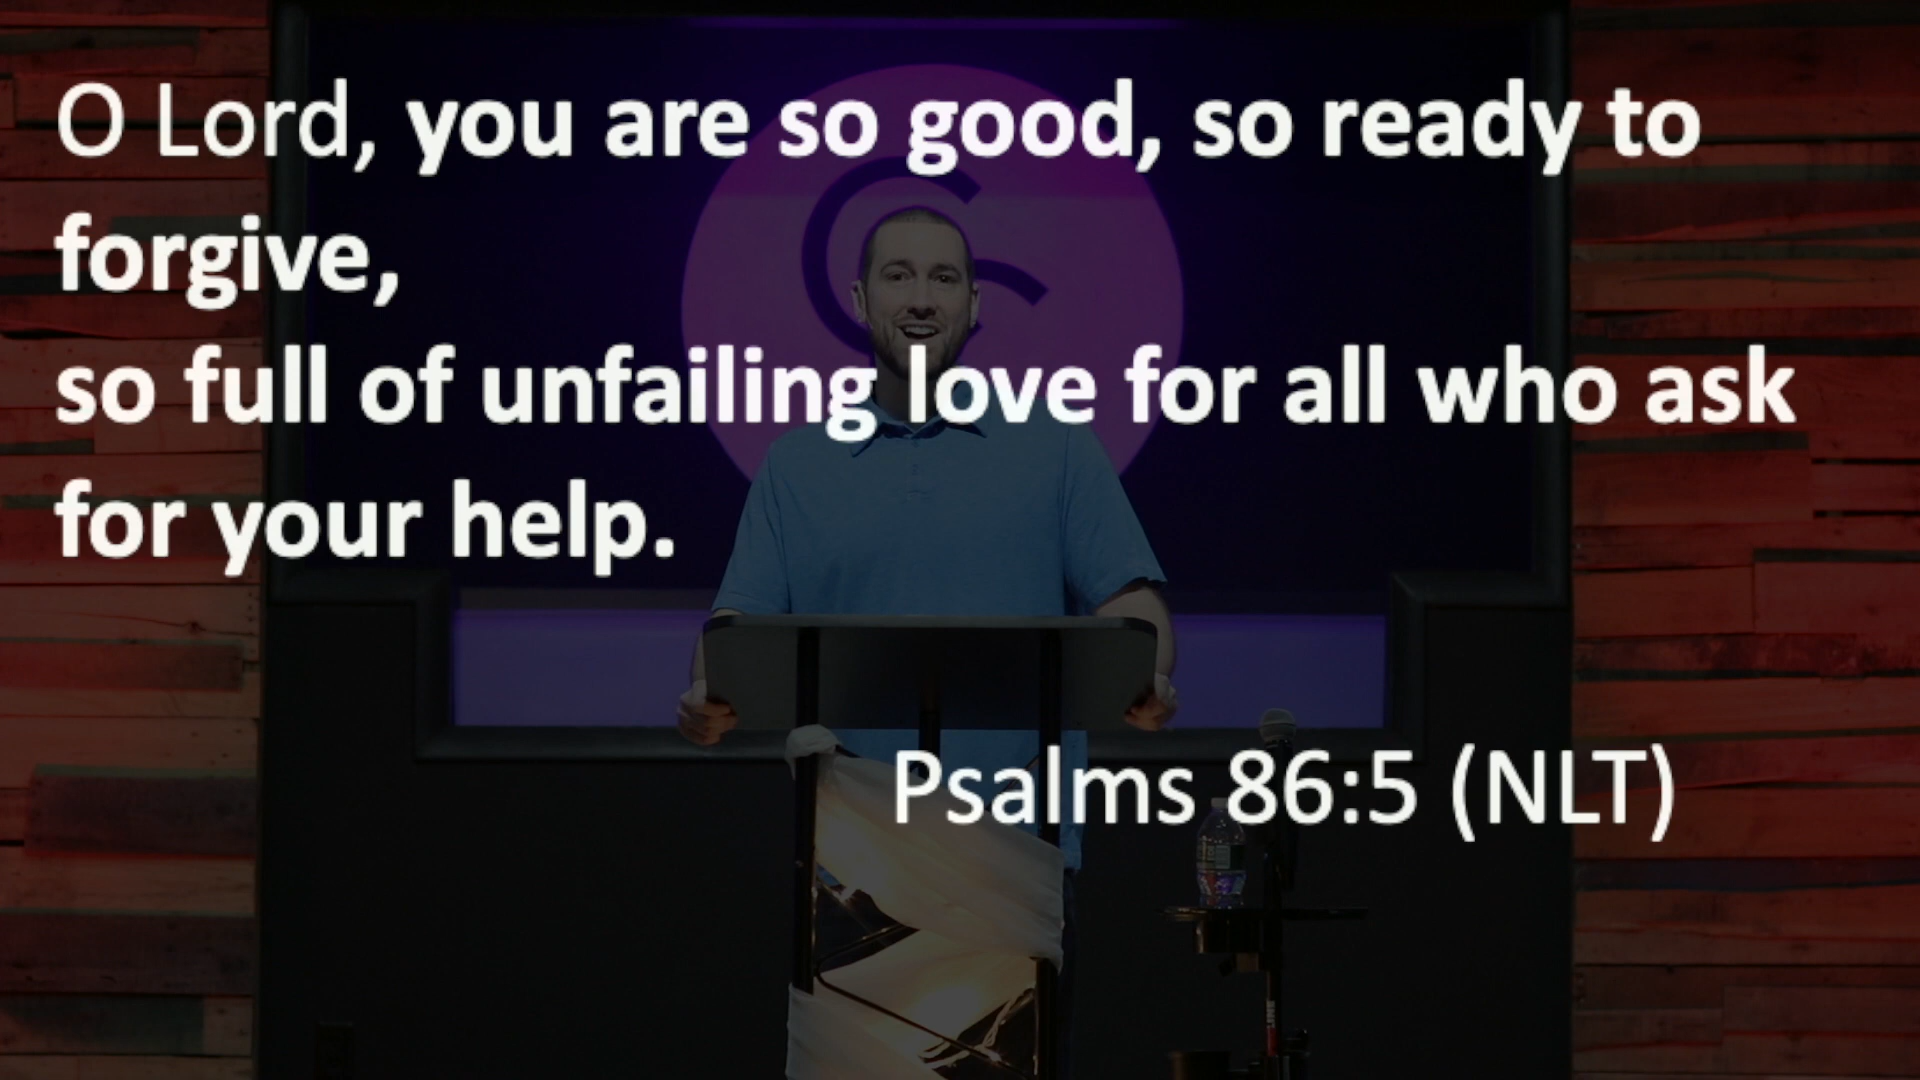 O Lord, you are so good, so ready to
forgive,
so full of unfailing love for all who ask
for your help.
Psalms 86:5 (NLT)